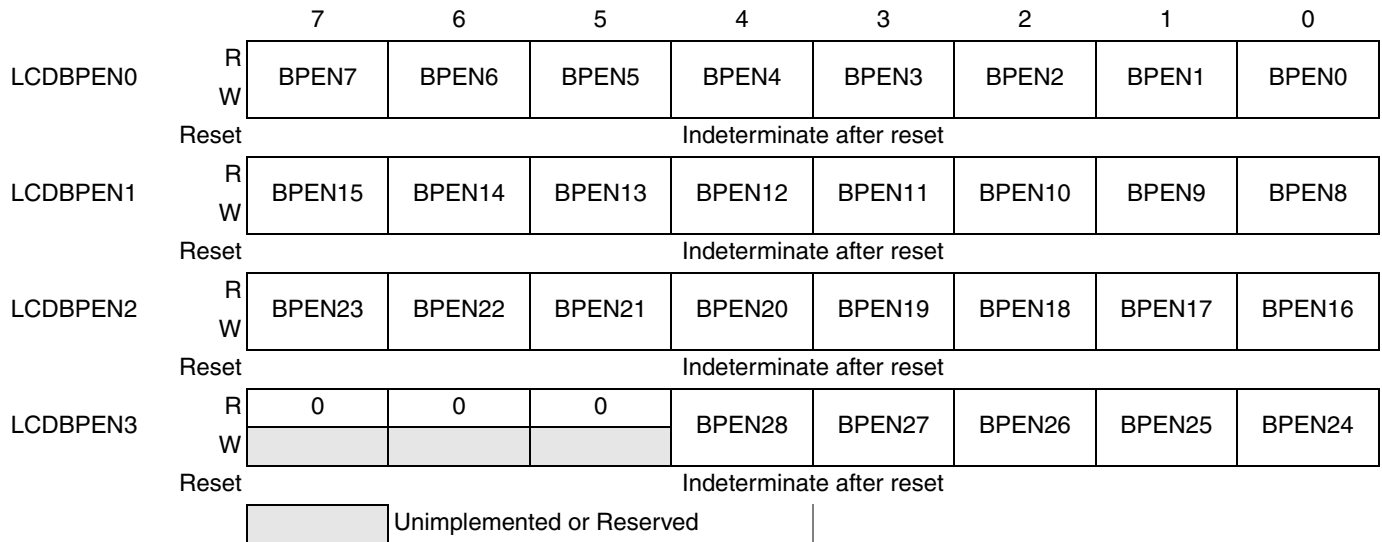 7 6 5 4 3 2 1 0
LCDBPEN0 R BPEN7 BPEN6 BPEN5 BPEN4 BPEN3 BPEN2 BPEN1 BPEN0
W
Reset Indeterminate after reset
LCDBPEN1 R BPEN15 BPEN14 BPEN13 BPEN12 BPEN11 BPEN10 BPEN9 BPEN8
W
Reset Indeterminate after reset
LCDBPEN2 R BPEN23 BPEN22 BPEN21 BPEN20 BPEN19 BPEN18 BPEN17 BPEN16
W
Reset Indeterminate after reset
LCDBPEN3 R 0 0 0 BPEN28 BPEN27 BPEN26 BPEN25 BPEN24
W
Reset Indeterminate after reset
Unimplemented or Reserved